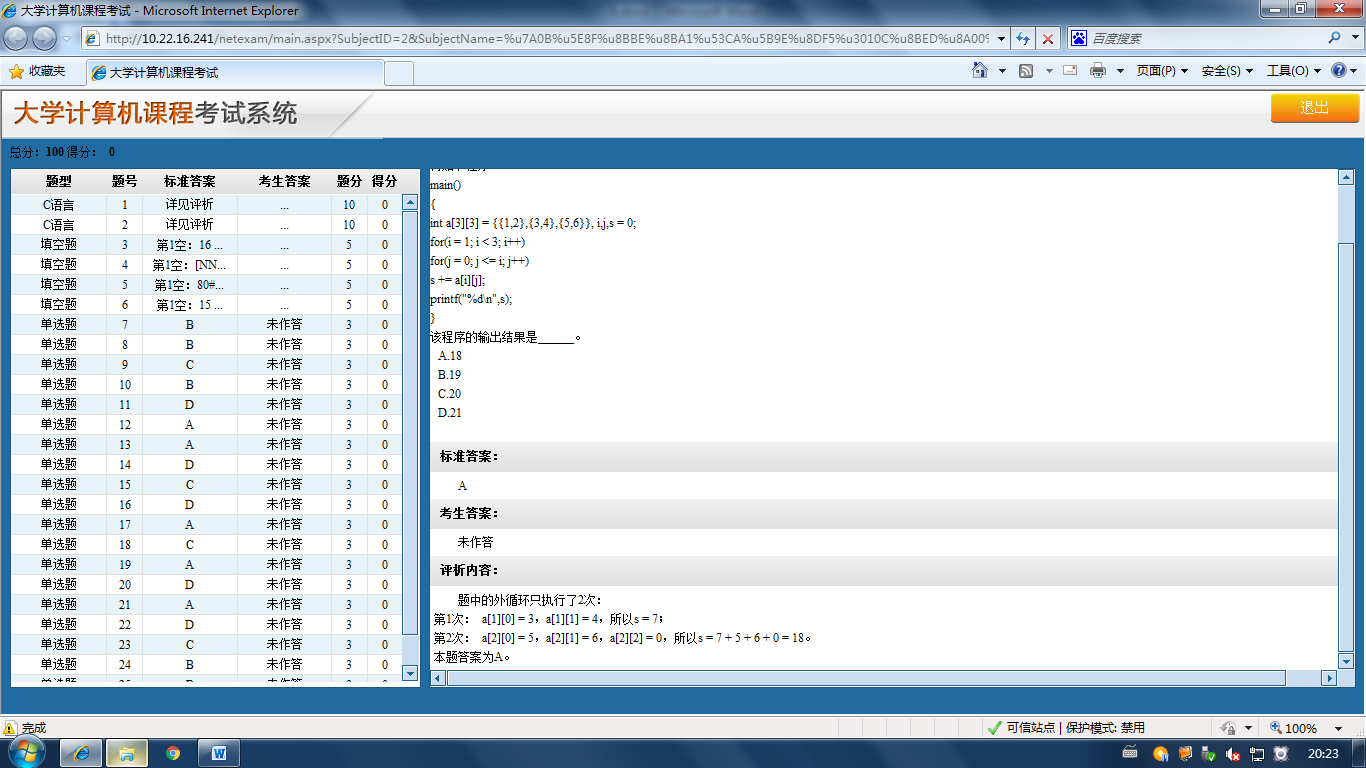 大学计算机课程考试 - Microsoft Internet Explorer
http://10.22.16.241/netexam/main.aspx?SubjectID=2&SubjectName=%u7A0B%u5E8F%u8BBE%u8BA1%u53CA%u5B9E%u8DF5%u3010C%u8BED%u8A00%
百度搜索
收藏夹
大学计算机课程考试
页面(P)
安全(S)
工具(O)
大学计算机课程考试系统
退出
总分：100 得分： 0
题型 题号 标准答案 考生答案 题分 得分
C语言 1 详见评析 ... 10 0
C语言 2 详见评析 ... 10 0
填空题 3 第1空：16 ... ... 5 0
填空题 4 第1空：[NN... ... 5 0
填空题 5 第1空：80#... ... 5 0
填空题 6 第1空：15 ... ... 5 0
单选题 7 B 未作答 3 0
单选题 8 B 未作答 3 0
单选题 9 C 未作答 3 0
单选题 10 B 未作答 3 0
单选题 11 D 未作答 3 0
单选题 12 A 未作答 3 0
单选题 13 A 未作答 3 0
单选题 14 D 未作答 3 0
单选题 15 C 未作答 3 0
单选题 16 D 未作答 3 0
单选题 17 A 未作答 3 0
单选题 18 C 未作答 3 0
单选题 19 A 未作答 3 0
单选题 20 D 未作答 3 0
单选题 21 A 未作答 3 0
单选题 22 D 未作答 3 0
单选题 23 C 未作答 3 0
单选题 24 B 未作答 3 0
main()
{
int a[3][3] = {{1,2},{3,4},{5,6}}, i,j,s = 0;
for(i = 1; i < 3; i++)
for(j = 0; j <= i; j++)
s += a[i][j];
printf("%d\n",s);
}
该程序的输出结果是______。
A.18
B.19
C.20
D.21
标准答案：
A
考生答案：
未作答
评析内容：
题中的外循环只执行了2次：
第1次： a[1][0] = 3，a[1][1] = 4，所以s = 7；
第2次： a[2][0] = 5，a[2][1] = 6，a[2][2] = 0，所以s = 7 + 5 + 6 + 0 = 18。
本题答案为A。
完成
可信站点 | 保护模式: 禁用
100%
20:23